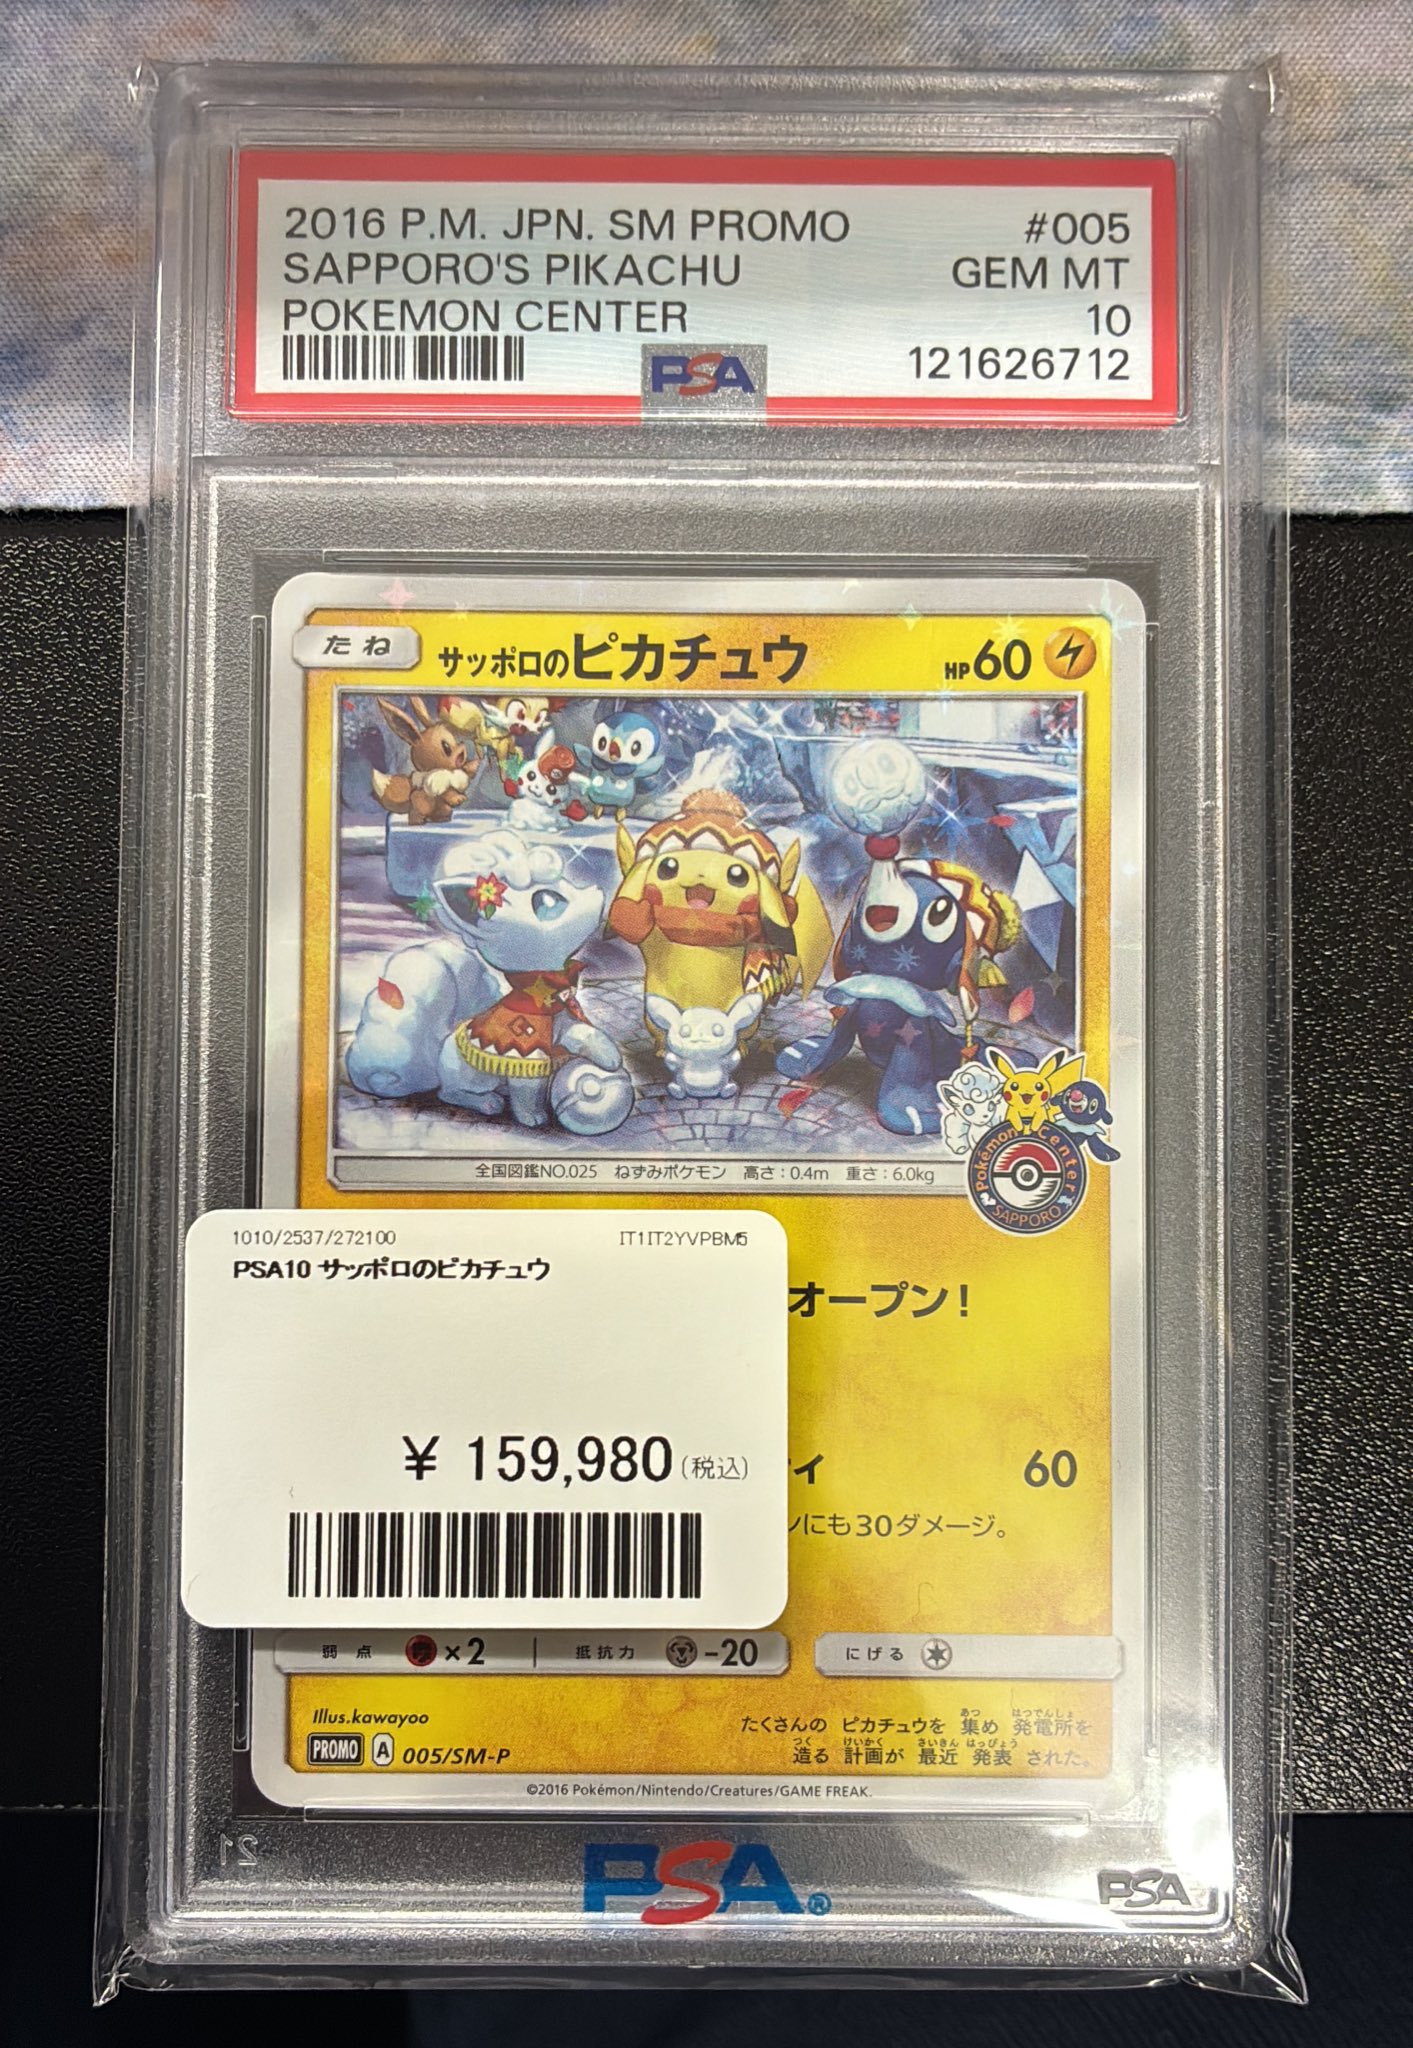 2016 P.M. JPN. SM PROMO #005
SAPPORO'S PIKACHU GEM MT
POKEMON CENTER 10
PSA 121626712
たね サッポロのピカチュウ HP60
全国図鑑NO.025 ねずみポケモン 高さ:0.4m 重さ:6.0kg
Pokémon Center
SAPPORO
1010/2537/272100 IT1IT2YVPBM5
PSA10 サッポロのピカチュウ
¥ 159,980(税込)
オープン!
ィ 60
ンにも30ダメージ。
弱点 ×2 抵抗力 -20 にげる
Illus.kawayoo
PROMO A 005/SM-P
たくさんの ピカチュウを 集め 発電所を
造る 計画が 最近 発表 された。
©2016 Pokémon/Nintendo/Creatures/GAME FREAK.
PSA®
PSA